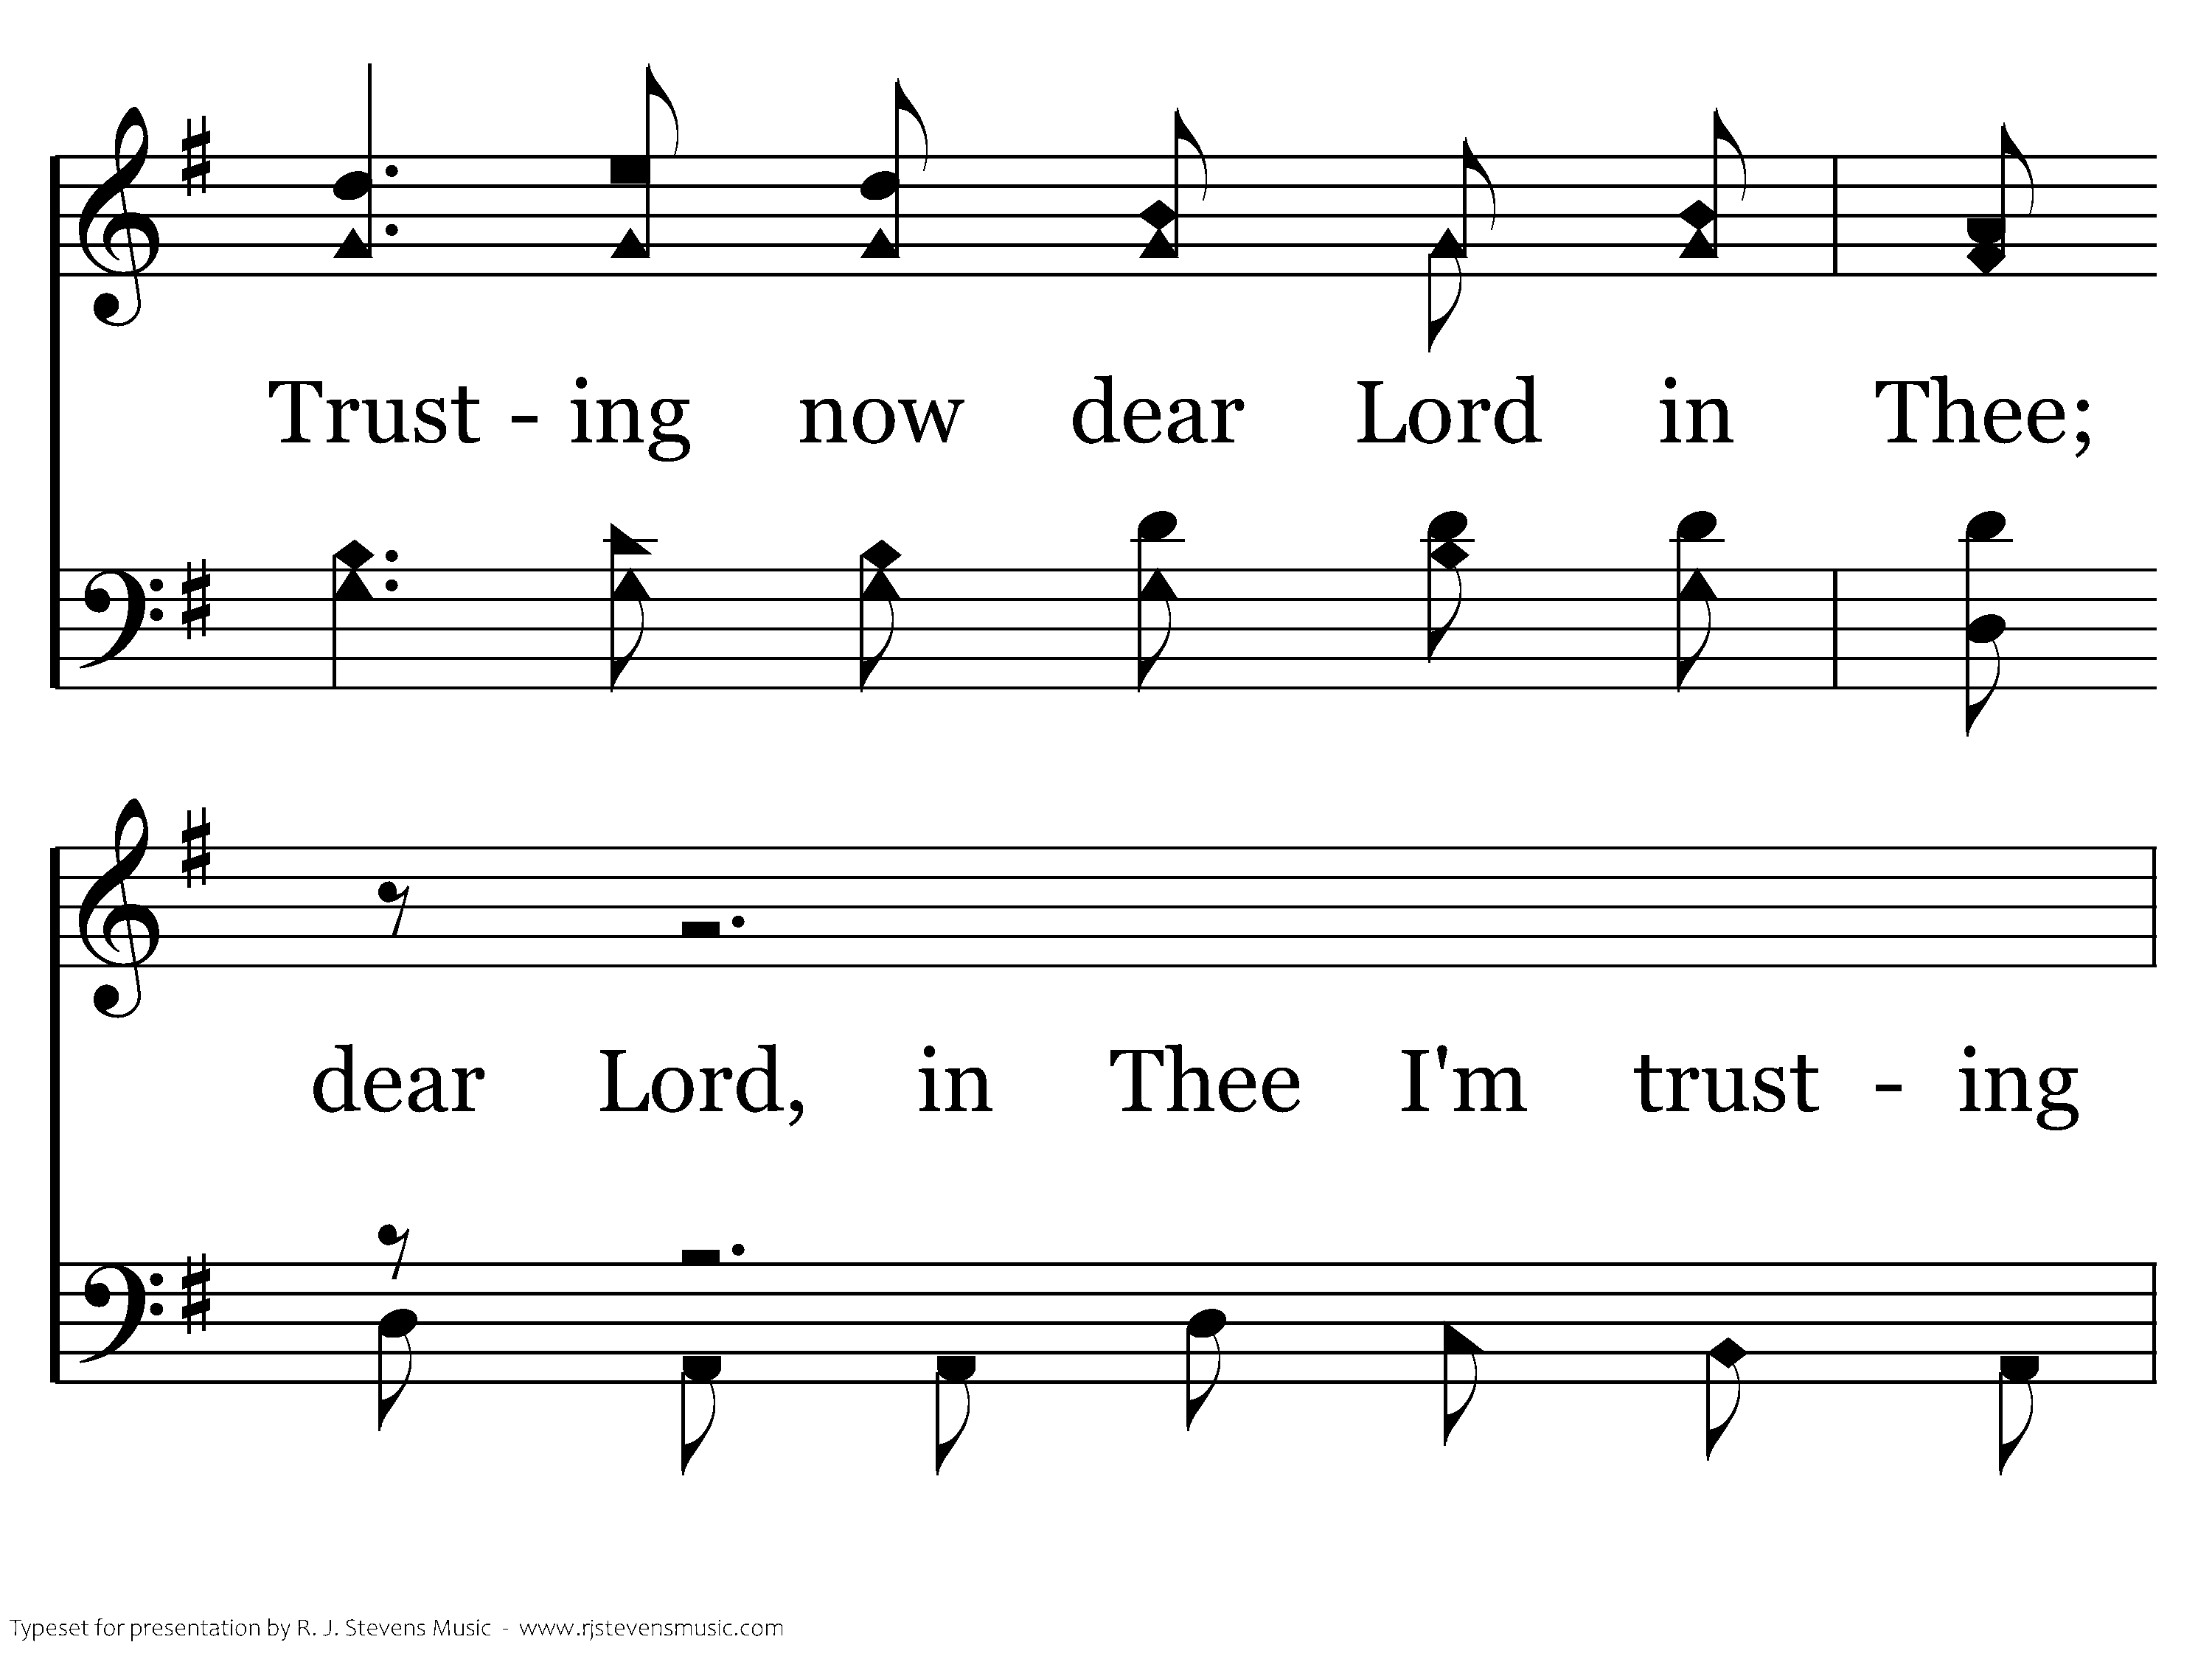 Trust - ing now dear Lord in Thee;
dear Lord, in Thee I'm trust - ing
Typeset for presentation by R. J. Stevens Music - www.rjstevensmusic.com